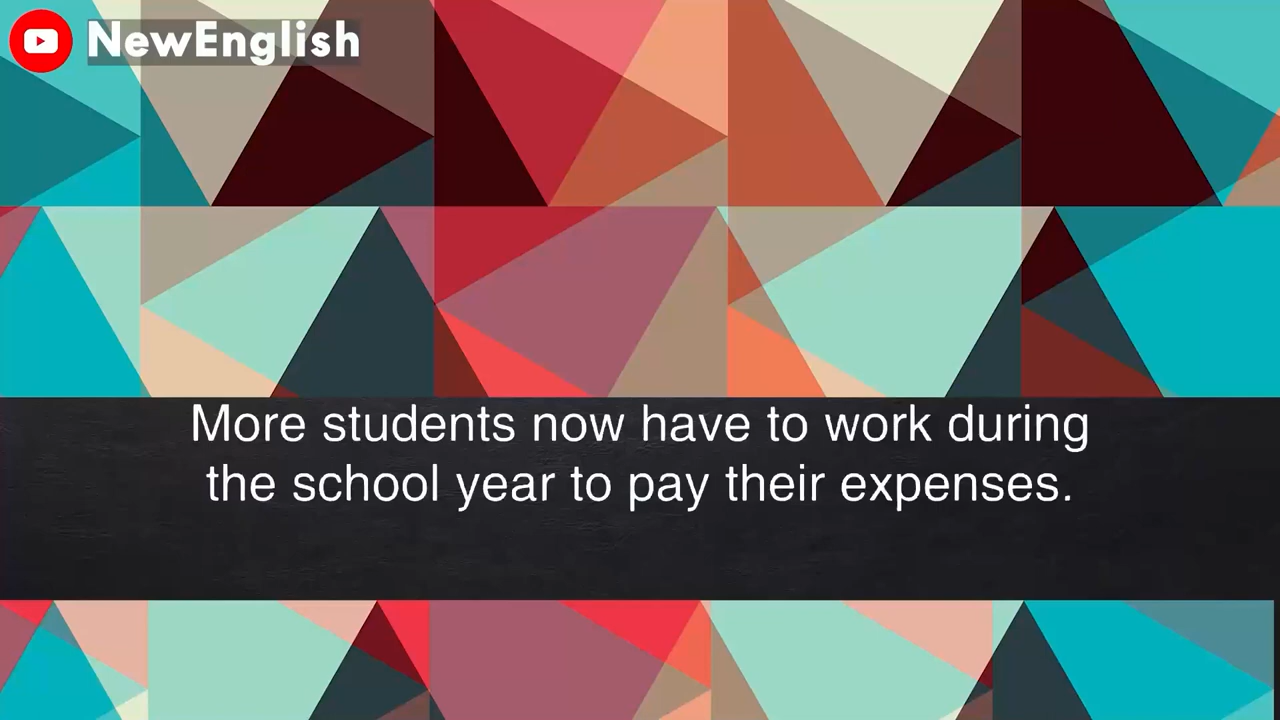 NewEnglish
More students now have to work during
the school year to pay their expenses.